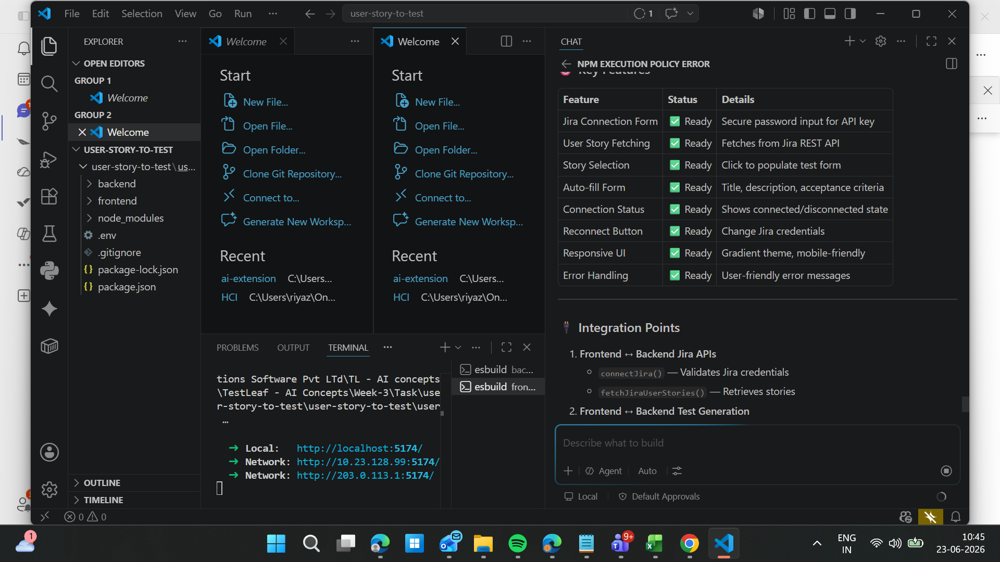 File Edit Selection View Go Run ...
user-story-to-test
1
EXPLORER
OPEN EDITORS
GROUP 1
Welcome
GROUP 2
Welcome
USER-STORY-TO-TEST
user-story-to-test\us...
backend
frontend
node_modules
.env
.gitignore
package-lock.json
package.json
OUTLINE
TIMELINE
Welcome
Start
New File...
Open File...
Open Folder...
Clone Git Repository...
Connect to...
Generate New Worksp...
Recent
ai-extension C:\Users...
HCI C:\Users\riyaz\On...
Welcome
Start
New File...
Open File...
Open Folder...
Clone Git Repository...
Connect to...
Generate New Worksp...
Recent
ai-extension C:\Users...
HCI C:\Users\riyaz\On...
PROBLEMS OUTPUT TERMINAL ...
tions Software Pvt LTd\TL - AI concepts
\TestLeaf - AI Concepts\Week-3\Task\use
r-story-to-test\user-story-to-test\user
…
➜ Local: http://localhost:5174/
➜ Network: http://10.23.128.99:5174/
➜ Network: http://203.0.113.1:5174/
esbuild bac...
esbuild fron...
CHAT
NPM EXECUTION POLICY ERROR
Key Features
Feature Status Details
Jira Connection Form ✅ Ready Secure password input for API key
User Story Fetching ✅ Ready Fetches from Jira REST API
Story Selection ✅ Ready Click to populate test form
Auto-fill Form ✅ Ready Title, description, acceptance criteria
Connection Status ✅ Ready Shows connected/disconnected state
Reconnect Button ✅ Ready Change Jira credentials
Responsive UI ✅ Ready Gradient theme, mobile-friendly
Error Handling ✅ Ready User-friendly error messages
Integration Points
1. Frontend ↔ Backend Jira APIs
connectJira() — Validates Jira credentials
fetchJiraUserStories() — Retrieves stories
2. Frontend ↔ Backend Test Generation
Describe what to build
Agent Auto
Local Default Approvals
0 0
1
9+
ENG
IN
10:45
23-06-2026